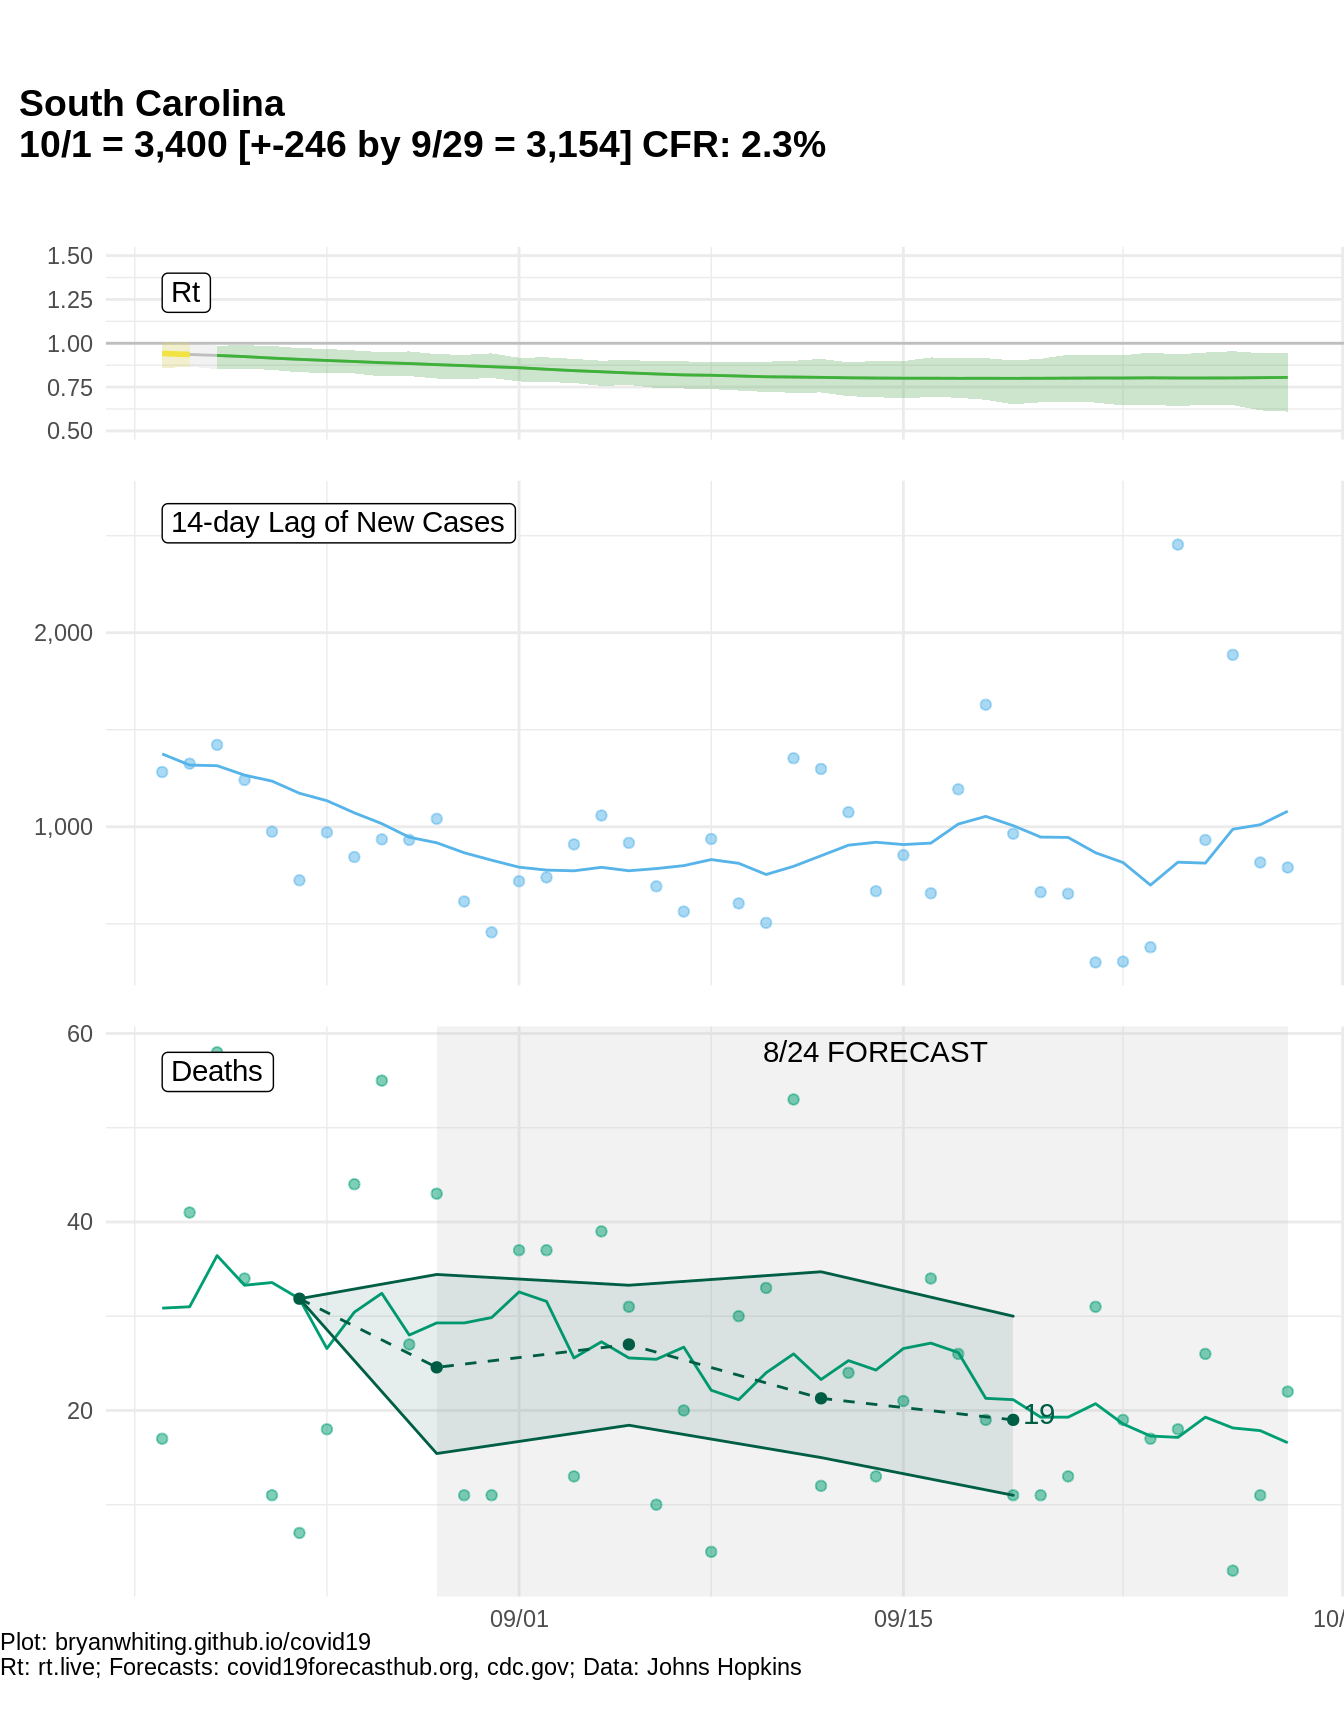 South Carolina
10/1 = 3,400 [+-246 by 9/29 = 3,154] CFR: 2.3%
1.50
Rt
1.25
1.00
0.75
0.50
14-day Lag of New Cases
2,000
1,000
60
8/24 FORECAST
Deaths
40
20
19
09/01
09/15
10/
Plot: bryanwhiting.github.io/covid19
Rt: rt.live; Forecasts: covid19forecasthub.org, cdc.gov; Data: Johns Hopkins